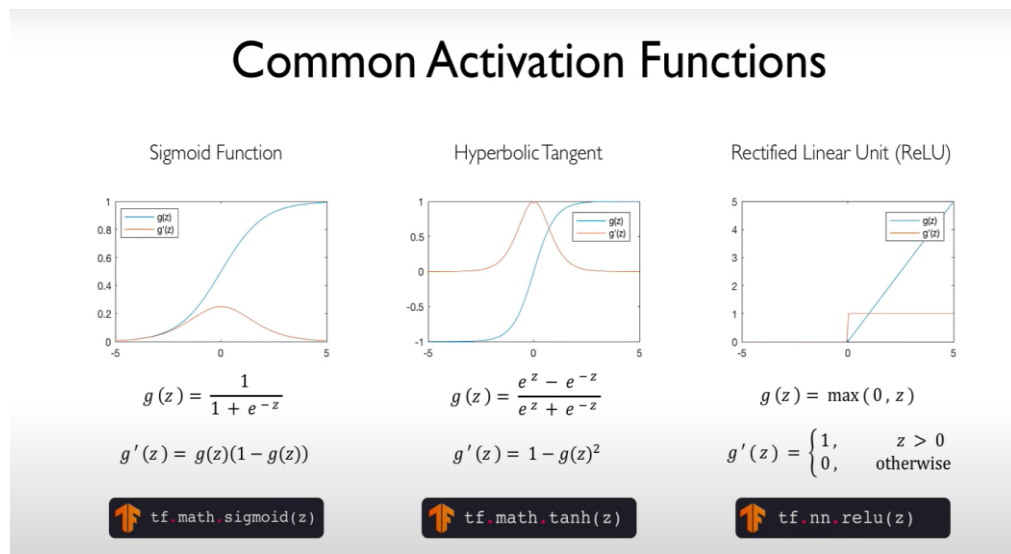 Common Activation Functions
Sigmoid Function
1
0.8
0.6
0.4
0.2
0
-5
0
5
g(z)
g'(z)
g(z) = 1 / (1 + e^-z)
g'(z) = g(z)(1 − g(z))
tf.math.sigmoid(z)
Hyperbolic Tangent
1
0.5
0
-0.5
-1
-5
0
5
g(z)
g'(z)
g(z) = (e^z − e^-z) / (e^z + e^-z)
g'(z) = 1 − g(z)^2
tf.math.tanh(z)
Rectified Linear Unit (ReLU)
5
4
3
2
1
0
-5
0
5
g(z)
g'(z)
g(z) = max(0, z)
g'(z) = {1, z > 0
0, otherwise
tf.nn.relu(z)